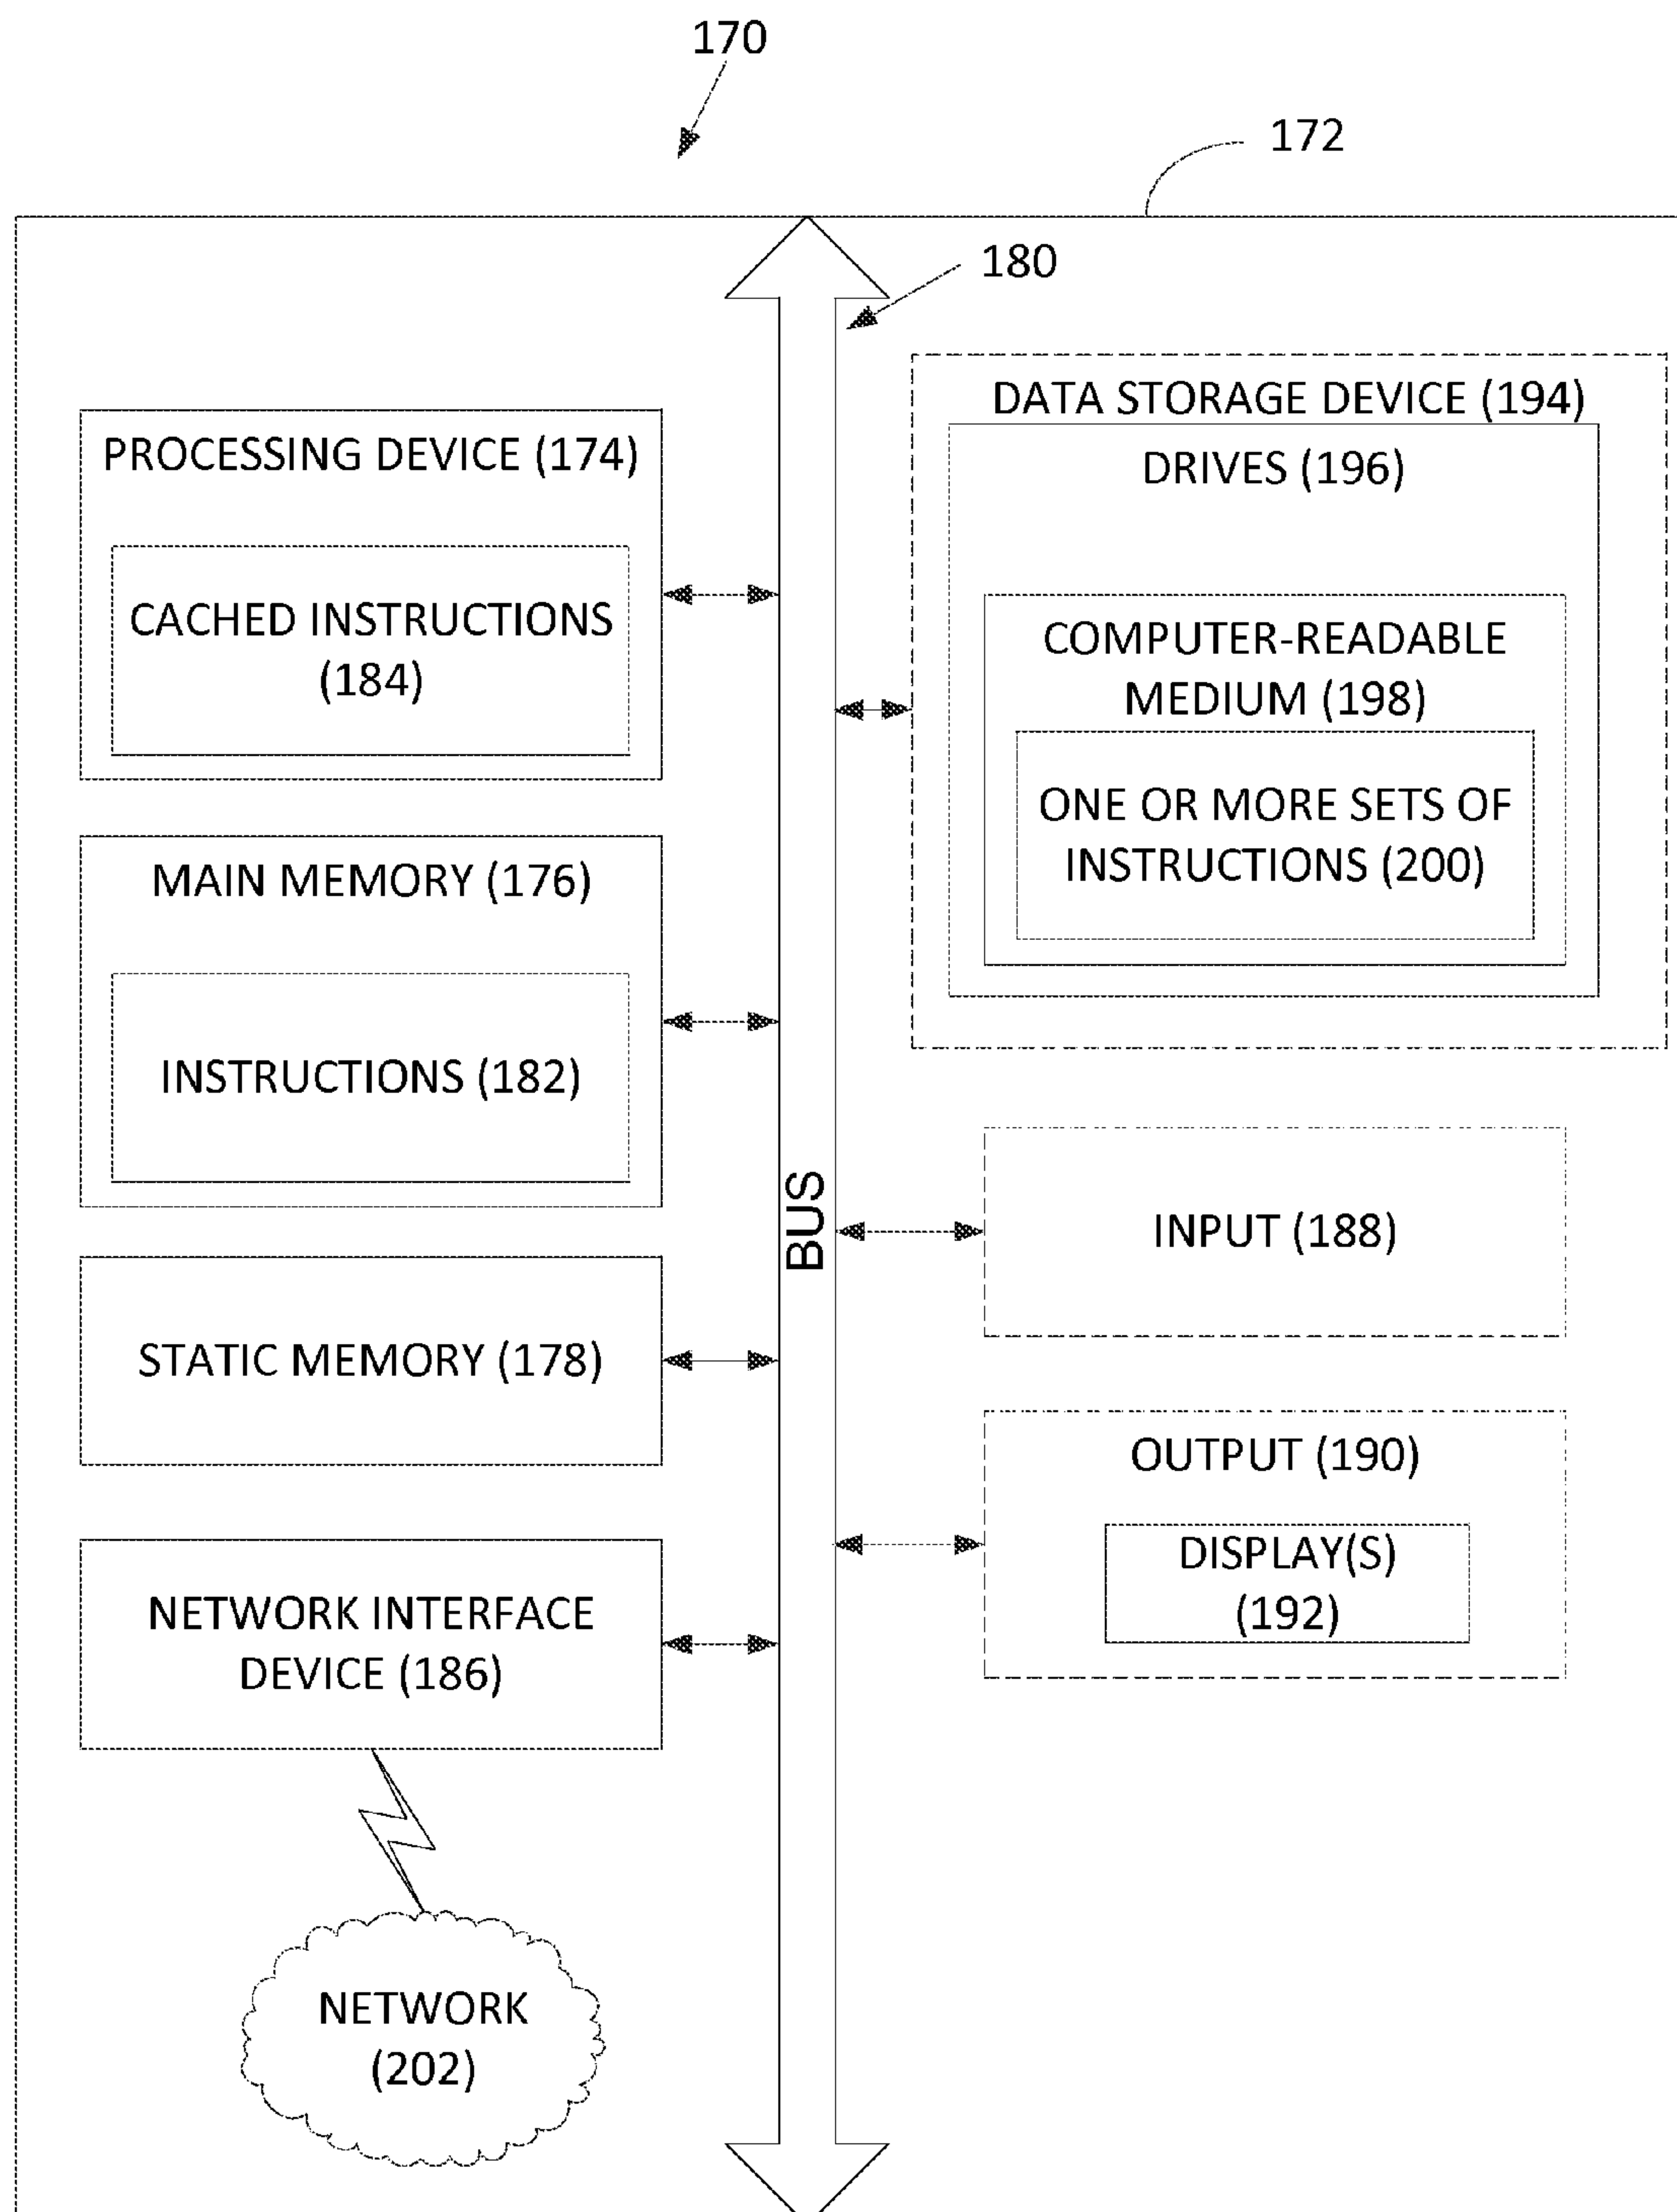 170
172
180
PROCESSING DEVICE (174)
CACHED INSTRUCTIONS
(184)
MAIN MEMORY (176)
INSTRUCTIONS (182)
STATIC MEMORY (178)
NETWORK INTERFACE
DEVICE (186)
NETWORK
(202)
BUS
DATA STORAGE DEVICE (194)
DRIVES (196)
COMPUTER-READABLE
MEDIUM (198)
ONE OR MORE SETS OF
INSTRUCTIONS (200)
INPUT (188)
OUTPUT (190)
DISPLAY(S)
(192)